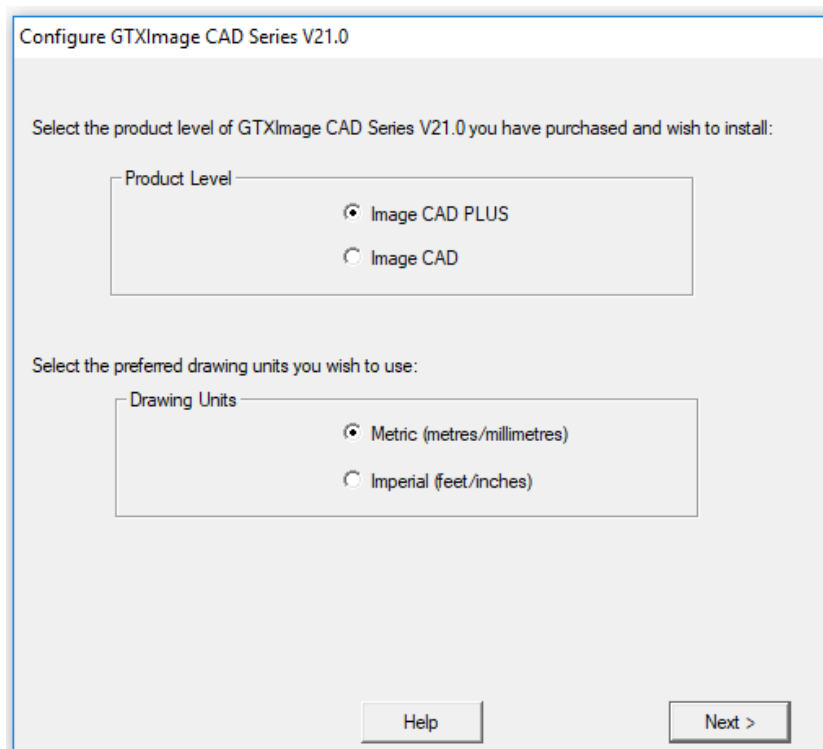 Configure GTXImage CAD Series V21.0
Select the product level of GTXImage CAD Series V21.0 you have purchased and wish to install:
Product Level
Image CAD PLUS
Image CAD
Select the preferred drawing units you wish to use:
Drawing Units
Metric (metres/millimetres)
Imperial (feet/inches)
Help
Next >